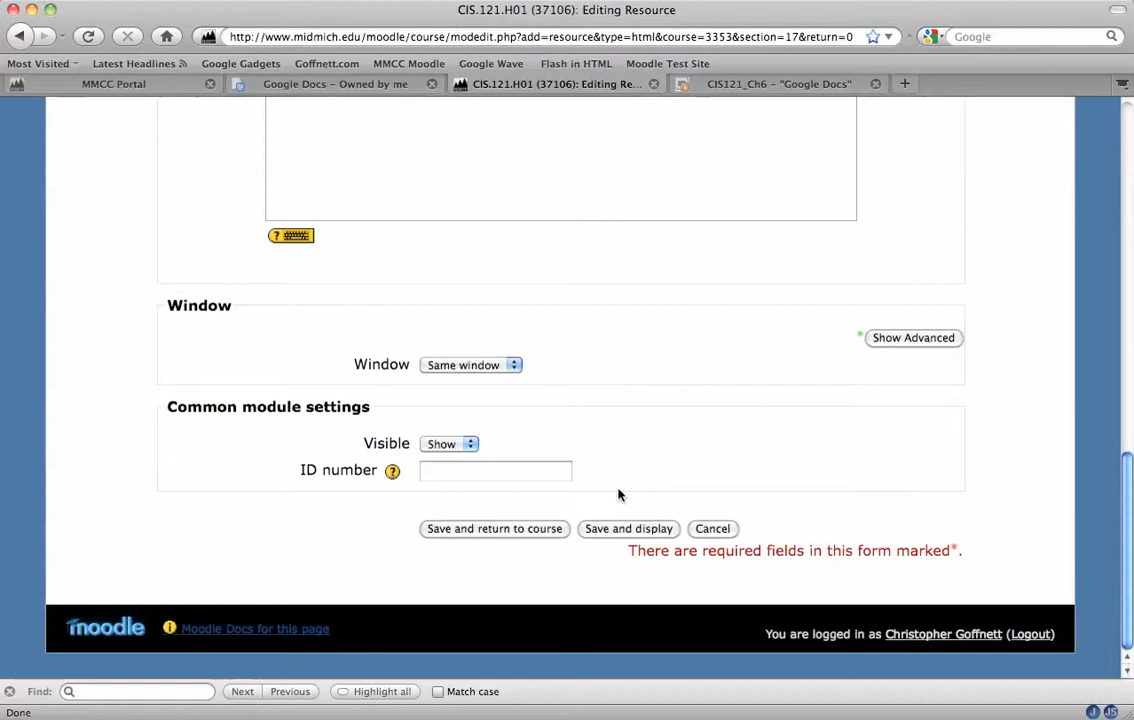 CIS.121.H01 (37106): Editing Resource
http://www.midmich.edu/moodle/course/modedit.php?add=resource&type=html&course=3353&section=17&return=0
Google
Most Visited
Latest Headlines
Google Gadgets
Goffnett.com
MMCC Moodle
Google Wave
Flash in HTML
Moodle Test Site
MMCC Portal
Google Docs - Owned by me
CIS.121.H01 (37106): Editing Re...
CIS121_Ch6 - "Google Docs"
?
Window
* Show Advanced
Window Same window
Common module settings
Visible Show
ID number ?
Save and return to course Save and display Cancel
There are required fields in this form marked*.
moodle
i Moodle Docs for this page
You are logged in as Christopher Goffnett (Logout)
Find: Next Previous Highlight all Match case
Done